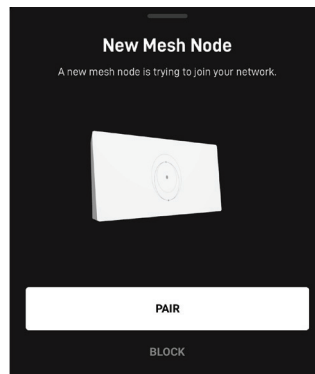 New Mesh Node
A new mesh node is trying to join your network.
PAIR
BLOCK